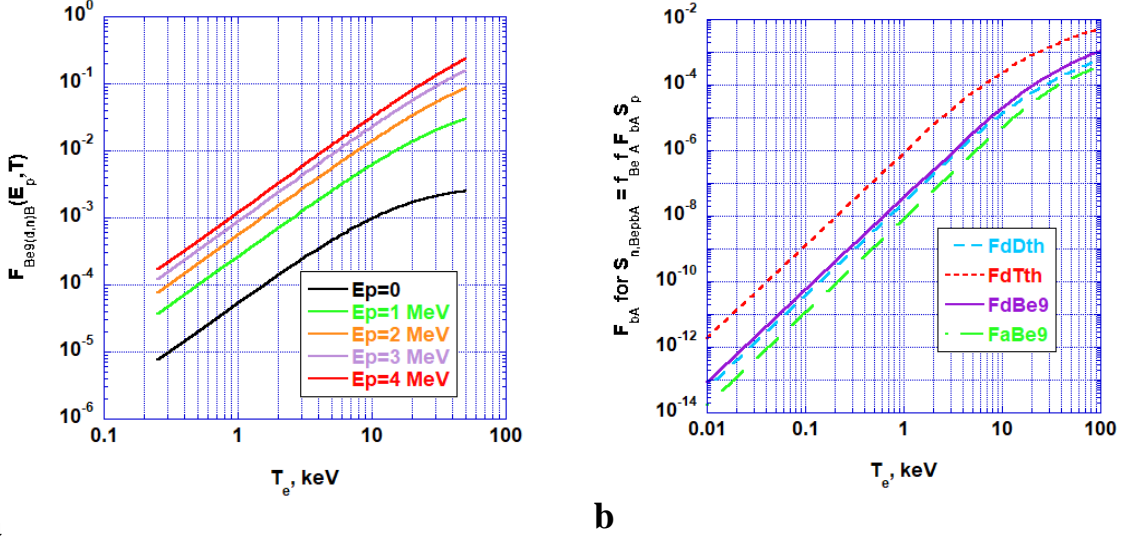 10^0
10^-1
10^-2
10^-3
10^-4
10^-5
10^-6
F_Be9(d,n)B (E_p,T)
0.1
1
10
100
T_e, keV
Ep=0
Ep=1 MeV
Ep=2 MeV
Ep=3 MeV
Ep=4 MeV
10^-2
10^-4
10^-6
10^-8
10^-10
10^-12
10^-14
F_bA for S_n,BepbA = f_Be f_A F_bA S_p
0.01
0.1
1
10
100
T_e, keV
FdDth
FdTth
FdBe9
FaBe9
b